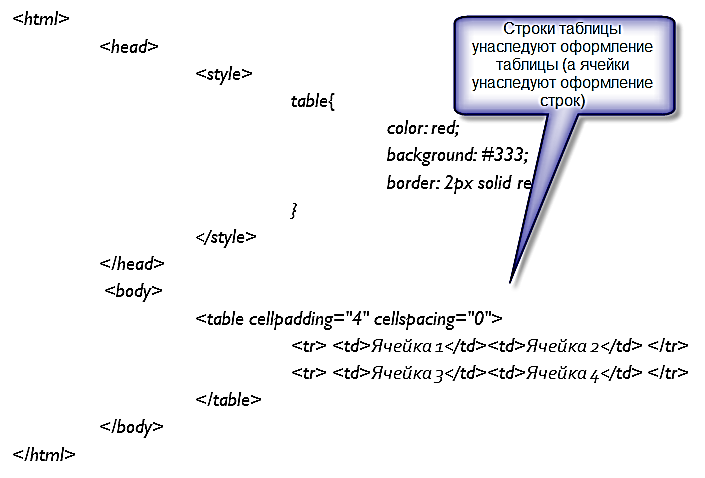 <html>
<head>
<style>
table{
color: red;
background: #333;
border: 2px solid re
}
</style>
</head>
<body>
<table cellpadding="4" cellspacing="0">
<tr> <td>Ячейка 1</td><td>Ячейка 2</td> </tr>
<tr> <td>Ячейка 3</td><td>Ячейка 4</td> </tr>
</table>
</body>
</html>
Строки таблицы
унаследуют оформление
таблицы (а ячейки
унаследуют оформление
строк)